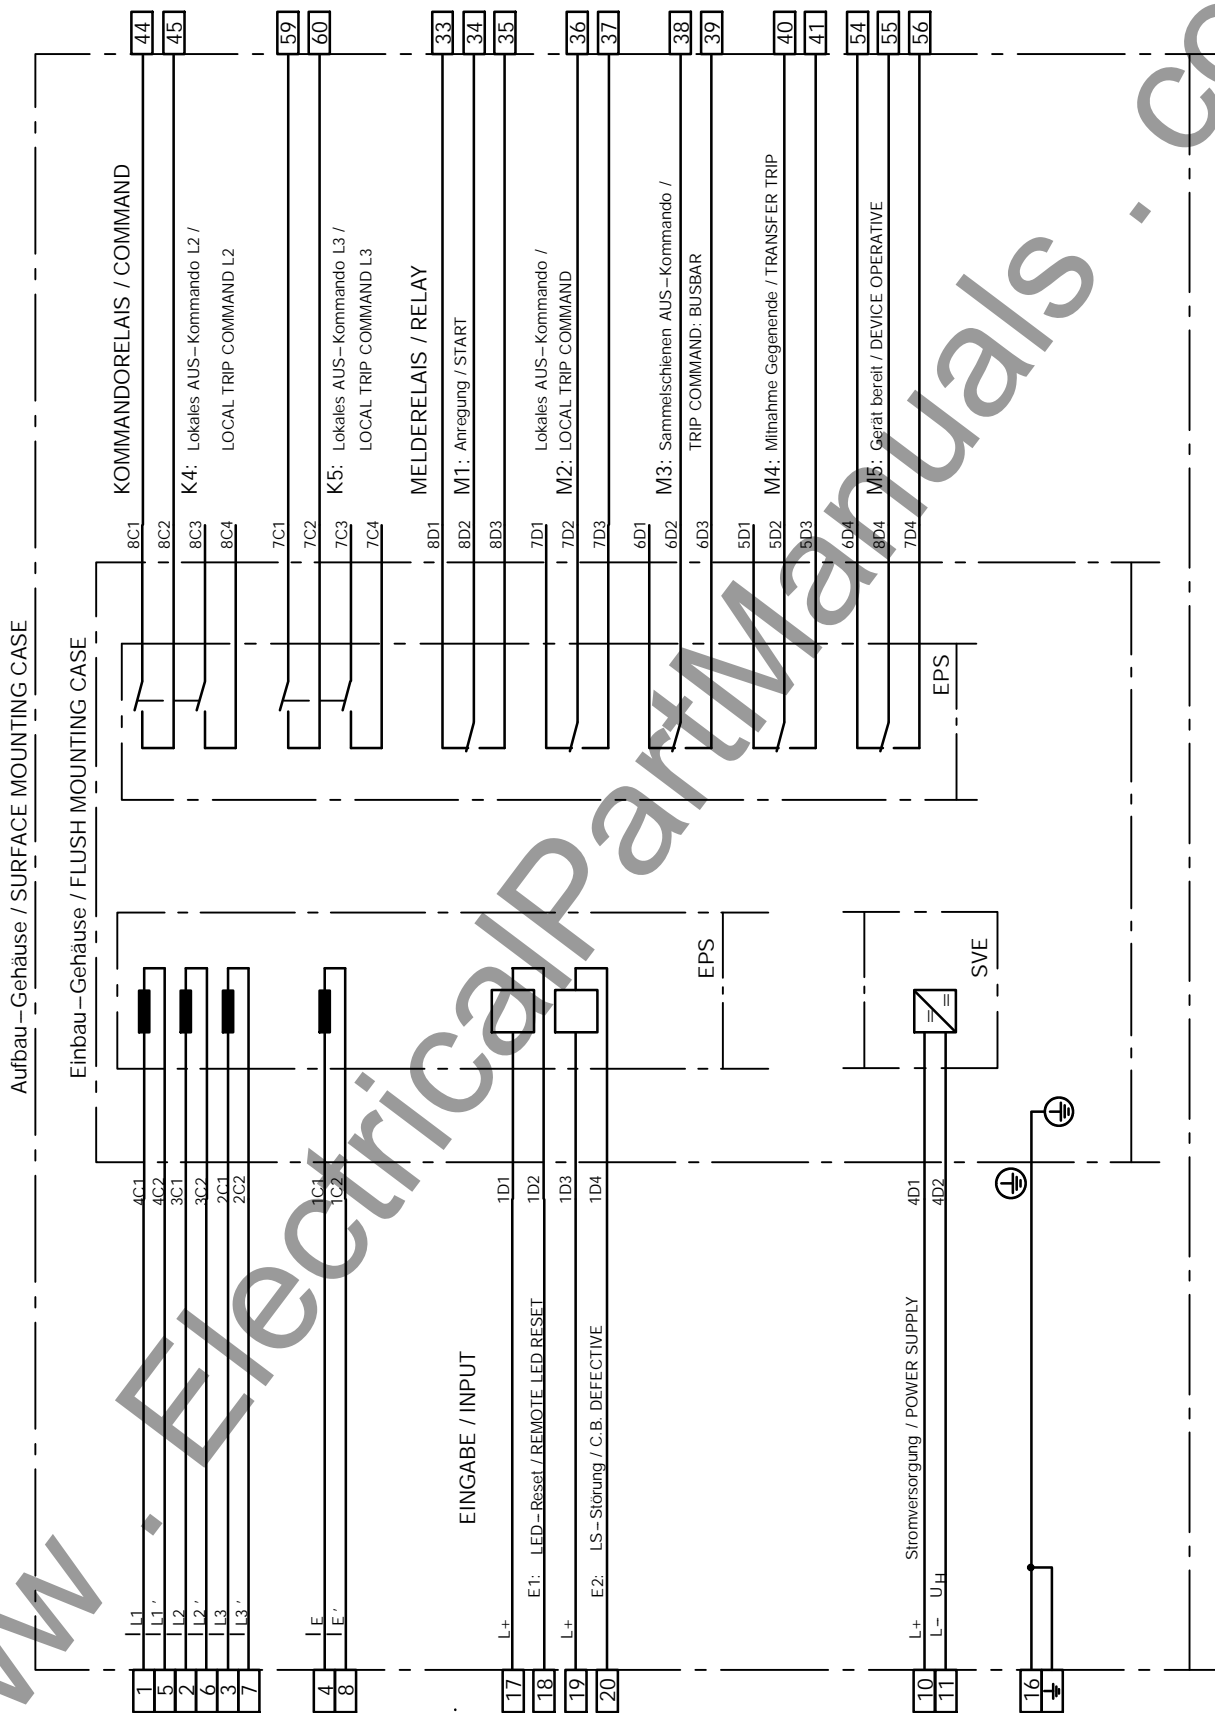 Aufbau–Gehäuse / SURFACE MOUNTING CASE
Einbau–Gehäuse / FLUSH MOUNTING CASE
44
45
59
60
33
34
35
36
37
38
39
40
41
54
55
56
KOMMANDORELAIS / COMMAND
8C1
8C2
K4: Lokales AUS–Kommando L2 /
8C3
LOCAL TRIP COMMAND L2
8C4
7C1
7C2
K5: Lokales AUS–Kommando L3 /
7C3
LOCAL TRIP COMMAND L3
7C4
MELDERELAIS / RELAY
8D1
M1: Anregung / START
8D2
8D3
Lokales AUS–Kommando /
7D1
M2: LOCAL TRIP COMMAND
7D2
7D3
M3: Sammelschienen AUS–Kommando /
6D1
6D2
TRIP COMMAND: BUSBAR
6D3
5D1
M4: Mitnahme Gegenende / TRANSFER TRIP
5D2
5D3
6D4
M5: Gerät bereit / DEVICE OPERATIVE
8D4
7D4
EPS
EPS
SVE
4C1
4C2
3C1
3C2
2C1
2C2
1C1
1C2
1D1
1D2
1D3
1D4
4D1
4D2
EINGABE / INPUT
E1: LED–Reset / REMOTE LED RESET
E2: LS–Störung / C.B. DEFECTIVE
Stromversorgung / POWER SUPPLY
I L1
I L1'
I L2
I L2'
I L3
I L3'
I E
I E'
L+
L+
L+
L– UH
1
5
2
6
3
7
4
8
17
18
19
20
10
11
16
w . ElectricalPartManuals . co